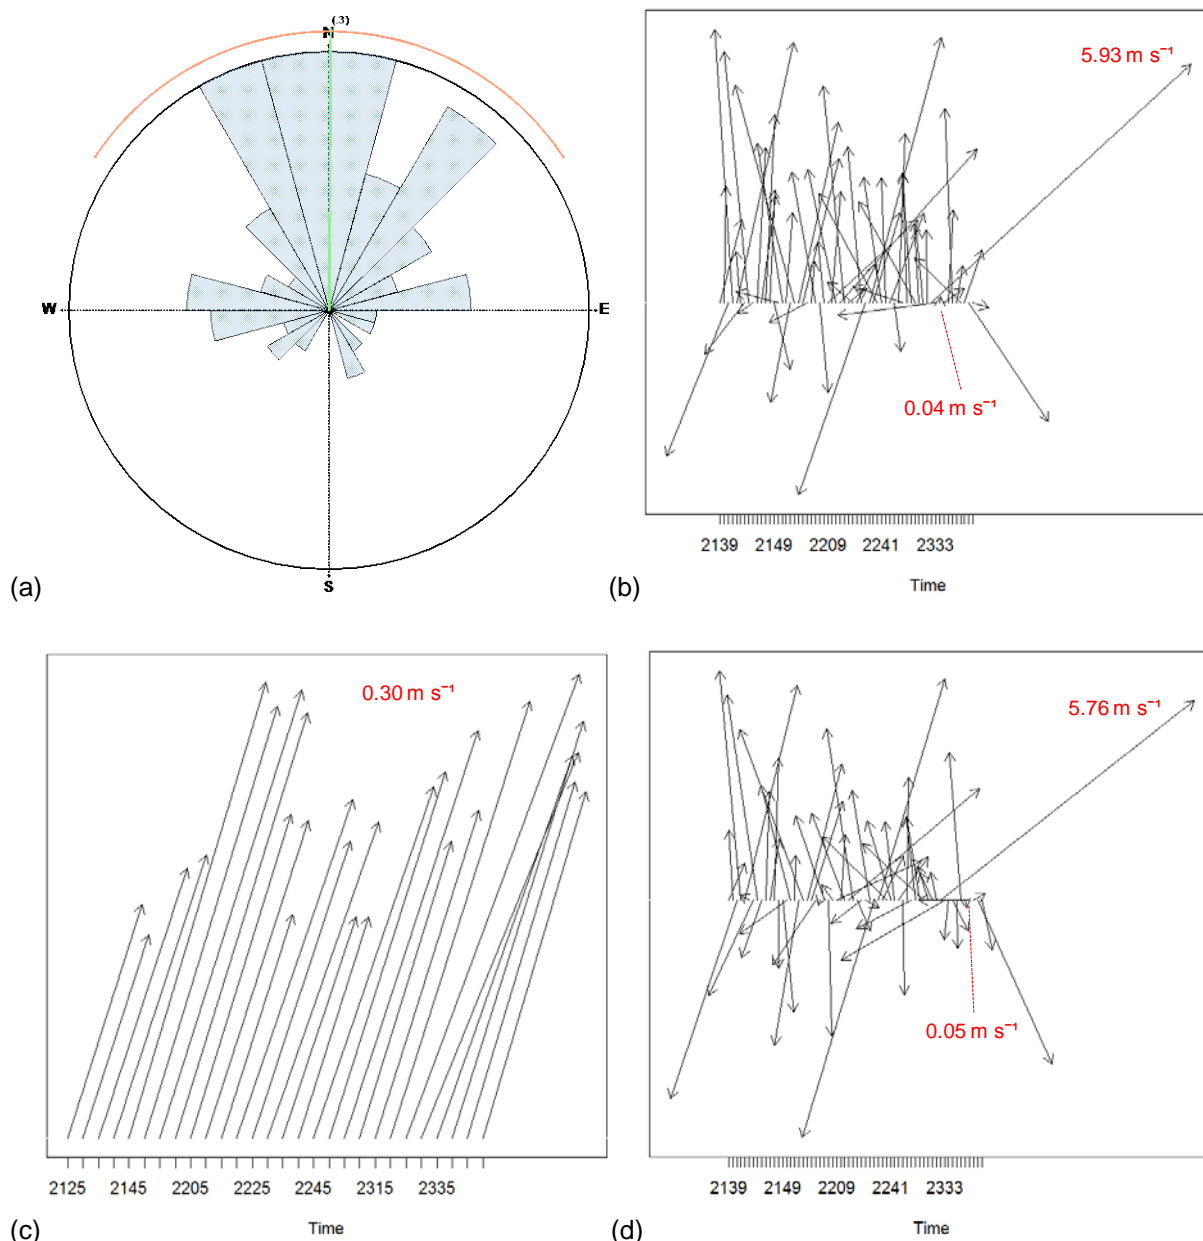 (.3)
N
W
E
S
(a)
5.93 m s⁻¹
0.04 m s⁻¹
2139 2149 2209 2241 2333
Time
(b)
0.30 m s⁻¹
2125 2145 2205 2225 2245 2315 2335
Time
(c)
5.76 m s⁻¹
0.05 m s⁻¹
2139 2149 2209 2241 2333
Time
(d)